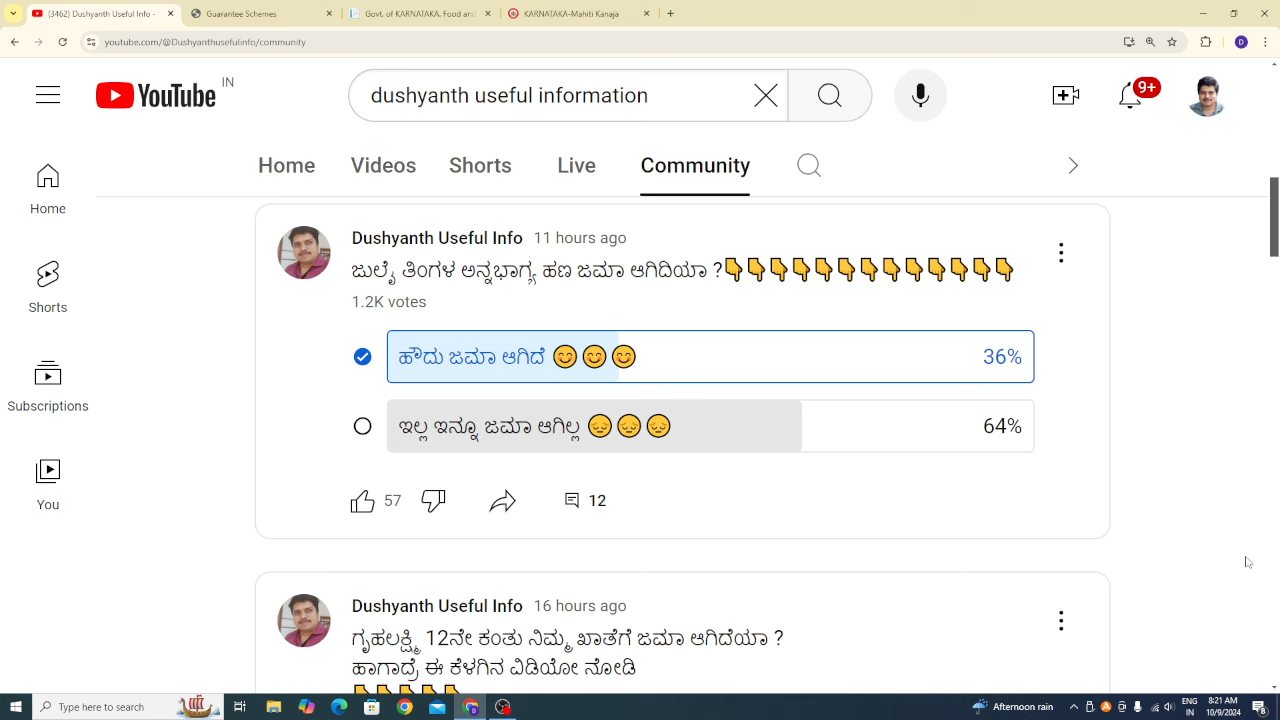 (3462) Dushyanth Useful Info -
Guarantee Schemes
Govt. of KARNATAKA. Food and
KARNATAKA-Mahiti Kanaja
youtube.com/@Dushyanthusefulinfo/community
YouTube IN
dushyanth useful information
9+
Home Videos Shorts Live Community
Home
Shorts
Subscriptions
You
Dushyanth Useful Info 11 hours ago
ಜುಲೈ ತಿಂಗಳ ಅನ್ನಭಾಗ್ಯ ಹಣ ಜಮಾ ಆಗಿದಿಯಾ ?👇👇👇👇👇👇👇👇👇👇👇👇👇
1.2K votes
ಹೌದು ಜಮಾ ಆಗಿದೆ 😊😊😊 36%
ಇಲ್ಲ ಇನ್ನೂ ಜಮಾ ಆಗಿಲ್ಲ 😔😔😔 64%
57 12
Dushyanth Useful Info 16 hours ago
ಗೃಹಲಕ್ಷ್ಮಿ 12ನೇ ಕಂತು ನಿಮ್ಮ ಖಾತೆಗೆ ಜಮಾ ಆಗಿದೆಯಾ ?
ಹಾಗಾದ್ರೆ ಈ ಕೆಳಗಿನ ವಿಡಿಯೋ ನೋಡಿ
👇👇👇👇👇
Type here to search
Afternoon rain
ENG
IN
8:21 AM
10/9/2024
8